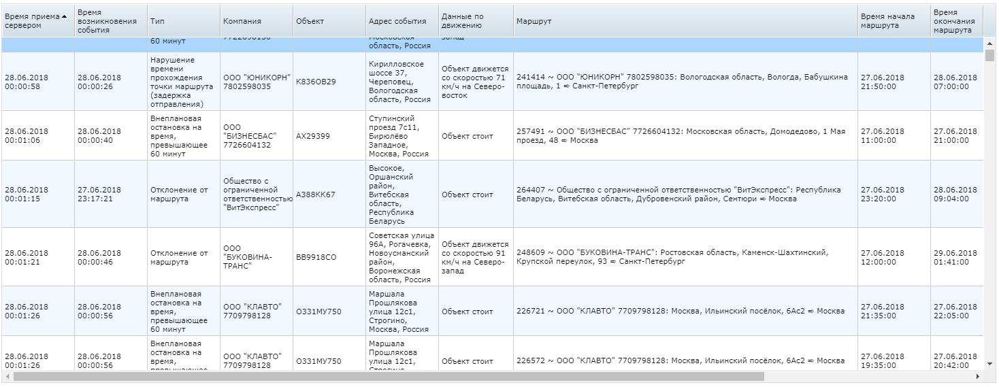 Время приема сервером
Время возникновения события
Тип
Компания
Объект
Адрес события
Данные по движению
Маршрут
Время начала маршрута
Время окончания маршрута
60 минут
область, Россия
28.06.2018 00:00:58
28.06.2018 00:00:26
Нарушение времени прохождения точки маршрута (задержка отправления)
ООО "ЮНИКОРН" 7802598035
К836ОВ29
Кирилловское шоссе 37, Череповец, Вологодская область, Россия
Объект движется со скоростью 71 км/ч на Северо-восток
241414 ~ ООО "ЮНИКОРН" 7802598035: Вологодская область, Вологда, Бабушкина площадь, 1 ⇨ Санкт-Петербург
27.06.2018 21:50:00
28.06.2018 07:00:00
28.06.2018 00:01:06
28.06.2018 00:00:40
Внеплановая остановка на время, превышающее 60 минут
ООО "БИЗНЕСБАС" 7726604132
АХ29399
Ступинский проезд 7с11, Бирюлёво Западное, Москва, Россия
Объект стоит
257491 ~ ООО "БИЗНЕСБАС" 7726604132: Московская область, Домодедово, 1 Мая проезд, 48 ⇨ Москва
27.06.2018 11:00:00
27.06.2018 21:00:00
28.06.2018 00:01:15
27.06.2018 23:17:21
Отклонение от маршрута
Общество с ограниченной ответственностью "ВитЭкспресс"
А388КК67
Высокое, Оршанский район, Витебская область, Республика Беларусь
Объект стоит
264407 ~ Общество с ограниченной ответственностью "ВитЭкспресс": Республика Беларусь, Витебская область, Дубровенский район, Сентюри ⇨ Москва
27.06.2018 23:20:00
28.06.2018 09:04:00
28.06.2018 00:01:21
28.06.2018 00:00:46
Отклонение от маршрута
ООО "БУКОВИНА-ТРАНС"
ВВ9918СО
Советская улица 96А, Рогачевка, Новоусманский район, Воронежская область, Россия
Объект движется со скоростью 91 км/ч на Северо-запад
248609 ~ ООО "БУКОВИНА-ТРАНС": Ростовская область, Каменск-Шахтинский, Крупской переулок, 93 ⇨ Санкт-Петербург
27.06.2018 12:00:00
29.06.2018 01:41:00
28.06.2018 00:01:26
28.06.2018 00:00:56
Внеплановая остановка на время, превышающее 60 минут
ООО "КЛАВТО" 7709798128
О331МУ750
Маршала Прошлякова улица 12с1, Строгино, Москва, Россия
Объект стоит
226721 ~ ООО "КЛАВТО" 7709798128: Москва, Ильинский посёлок, 6Ас2 ⇨ Москва
27.06.2018 21:35:00
27.06.2018 22:05:00
28.06.2018 00:01:26
28.06.2018 00:00:56
Внеплановая остановка на время,
ООО "КЛАВТО" 7709798128
О331МУ750
Маршала Прошлякова улица 12с1,
Объект стоит
226572 ~ ООО "КЛАВТО" 7709798128: Москва, Ильинский посёлок, 6Ас2 ⇨ Москва
27.06.2018 19:35:00
27.06.2018 20:42:00